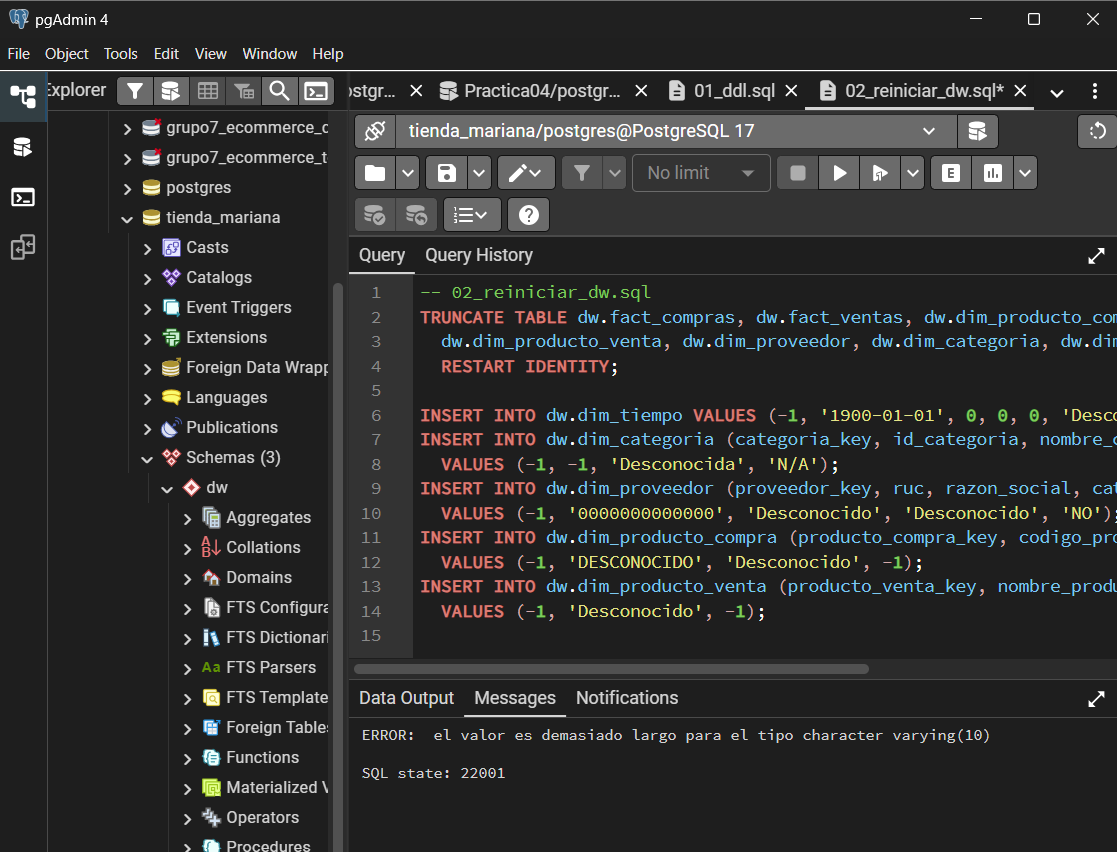 pgAdmin 4
File Object Tools Edit View Window Help
Explorer
ostgr... Practica04/postgr... 01_ddl.sql 02_reiniciar_dw.sql*
grupo7_ecommerce_
grupo7_ecommerce_t
postgres
tienda_mariana
Casts
Catalogs
Event Triggers
Extensions
Foreign Data Wrapp
Languages
Publications
Schemas (3)
dw
Aggregates
Collations
Domains
FTS Configura
FTS Dictionari
FTS Parsers
FTS Template
Foreign Tables
Functions
Materialized V
Operators
Procedures
tienda_mariana/postgres@PostgreSQL 17
No limit
E
Query Query History
1 -- 02_reiniciar_dw.sql
2 TRUNCATE TABLE dw.fact_compras, dw.fact_ventas, dw.dim_producto_com
3 dw.dim_producto_venta, dw.dim_proveedor, dw.dim_categoria, dw.dim
4 RESTART IDENTITY;
5
6 INSERT INTO dw.dim_tiempo VALUES (-1, '1900-01-01', 0, 0, 0, 'Desco
7 INSERT INTO dw.dim_categoria (categoria_key, id_categoria, nombre_c
8 VALUES (-1, -1, 'Desconocida', 'N/A');
9 INSERT INTO dw.dim_proveedor (proveedor_key, ruc, razon_social, cat
10 VALUES (-1, '0000000000000', 'Desconocido', 'Desconocido', 'NO');
11 INSERT INTO dw.dim_producto_compra (producto_compra_key, codigo_pro
12 VALUES (-1, 'DESCONOCIDO', 'Desconocido', -1);
13 INSERT INTO dw.dim_producto_venta (producto_venta_key, nombre_produ
14 VALUES (-1, 'Desconocido', -1);
15
Data Output Messages Notifications
ERROR: el valor es demasiado largo para el tipo character varying(10)
SQL state: 22001